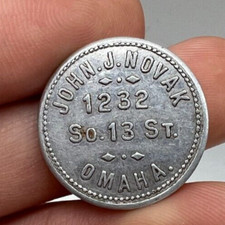 JOHN.J.NOVAK
1232
So.13 ST.
OMAHA.